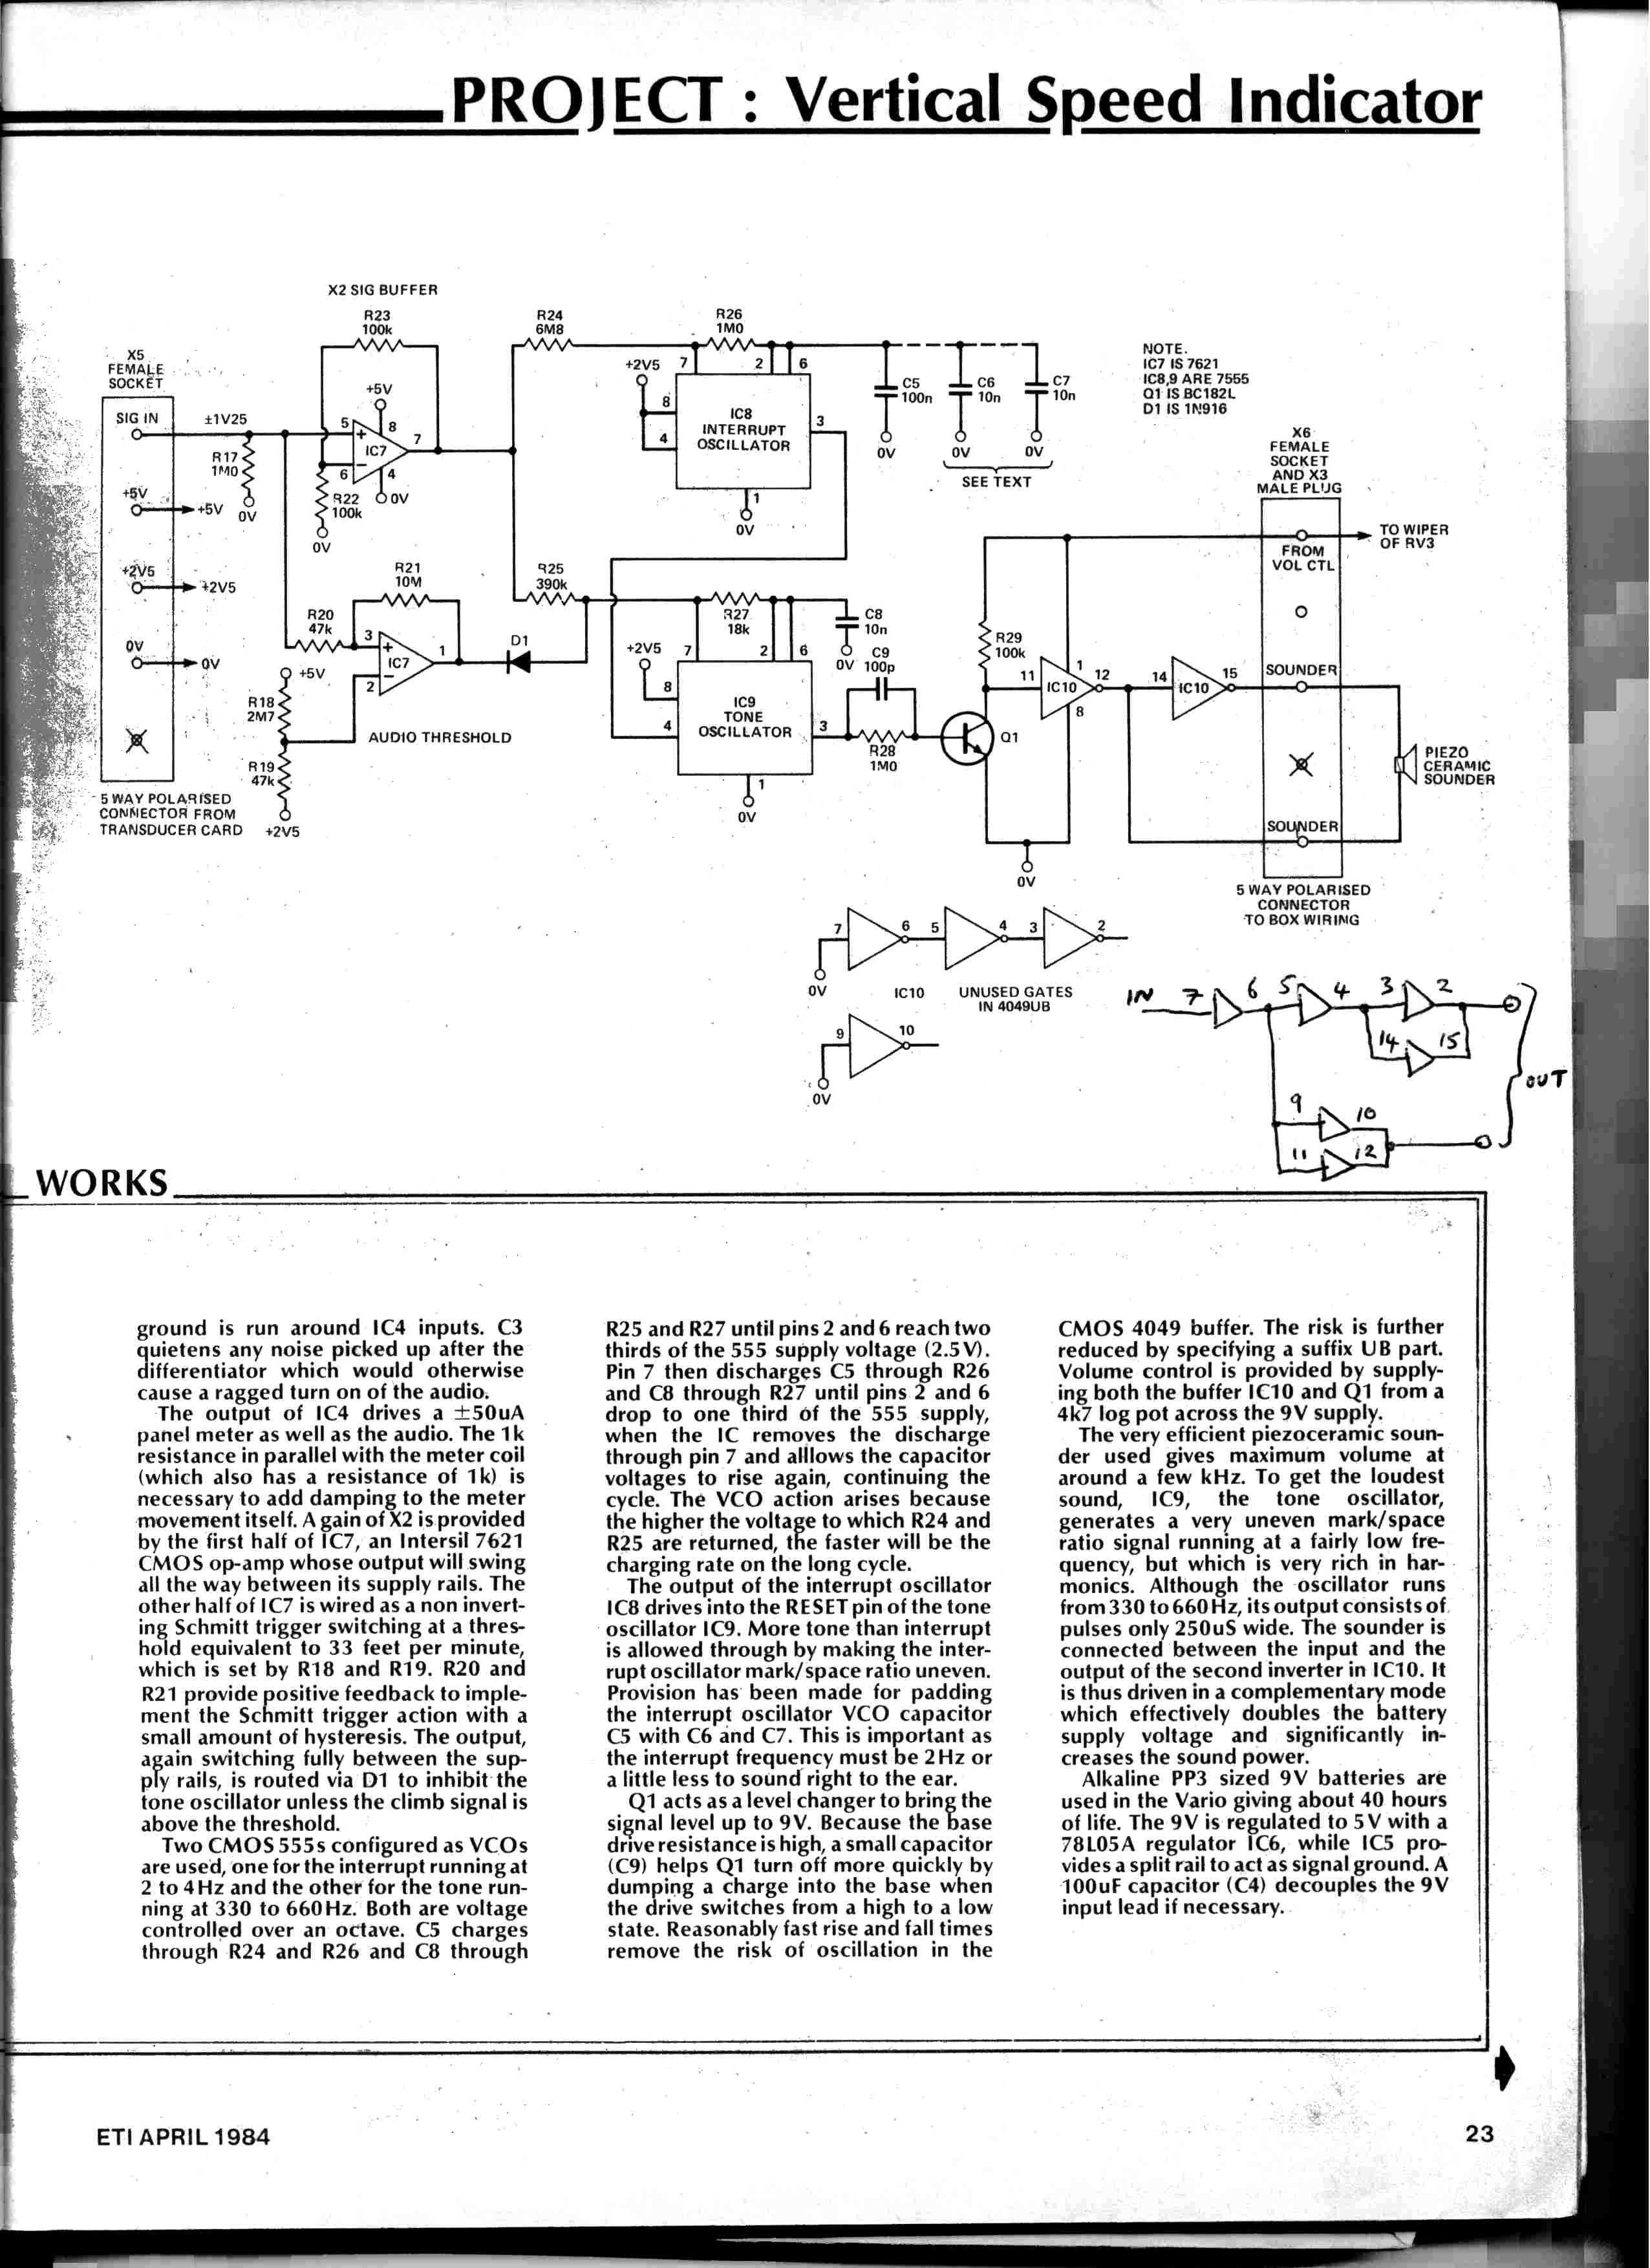 PROJECT : Vertical Speed Indicator
X2 SIG BUFFER
R23
100k
R24
6M8
R26
1M0
X5
FEMALE
SOCKET
SIG IN
±1V25
R17
1M0
0V
+5V
+5V
+2V5
+2V5
0V
0V
5 WAY POLARISED
CONNECTOR FROM
TRANSDUCER CARD
+5V
5
8
7
IC7
6
4
0V
R22
100k
0V
R21
10M
R20
47k
3
1
IC7
2
+5V
R18
2M7
R19
47k
+2V5
AUDIO THRESHOLD
D1
R25
390k
+2V5
7
2
6
8
4
3
IC8
INTERRUPT
OSCILLATOR
1
0V
C5
100n
0V
C6
10n
0V
C7
10n
0V
SEE TEXT
NOTE.
IC7 IS 7621
IC8,9 ARE 7555
Q1 IS BC182L
D1 IS 1N916
R27
18k
C8
10n
0V
C9
100p
+2V5
7
2
6
8
4
3
IC9
TONE
OSCILLATOR
1
0V
R28
1M0
Q1
R29
100k
11
1
12
IC10
8
14
15
IC10
0V
X6
FEMALE
SOCKET
AND X3
MALE PLUG
TO WIPER
OF RV3
FROM
VOL CTL
SOUNDER
SOUNDER
PIEZO
CERAMIC
SOUNDER
5 WAY POLARISED
CONNECTOR
TO BOX WIRING
7
6
5
4
3
2
0V
IC10
UNUSED GATES
IN 4049UB
9
10
0V
IN 7 6 5 4 3 2
14 15
OUT
9 10
11 12
WORKS
ground is run around IC4 inputs. C3
quietens any noise picked up after the
differentiator which would otherwise
cause a ragged turn on of the audio.
The output of IC4 drives a ±50uA
panel meter as well as the audio. The 1k
resistance in parallel with the meter coil
(which also has a resistance of 1k) is
necessary to add damping to the meter
movement itself. A gain of X2 is provided
by the first half of IC7, an Intersil 7621
CMOS op-amp whose output will swing
all the way between its supply rails. The
other half of IC7 is wired as a non invert-
ing Schmitt trigger switching at a thres-
hold equivalent to 33 feet per minute,
which is set by R18 and R19. R20 and
R21 provide positive feedback to imple-
ment the Schmitt trigger action with a
small amount of hysteresis. The output,
again switching fully between the sup-
ply rails, is routed via D1 to inhibit the
tone oscillator unless the climb signal is
above the threshold.
Two CMOS 555s configured as VCOs
are used, one for the interrupt running at
2 to 4Hz and the other for the tone run-
ning at 330 to 660Hz. Both are voltage
controlled over an octave. C5 charges
through R24 and R26 and C8 through
R25 and R27 until pins 2 and 6 reach two
thirds of the 555 supply voltage (2.5V).
Pin 7 then discharges C5 through R26
and C8 through R27 until pins 2 and 6
drop to one third of the 555 supply,
when the IC removes the discharge
through pin 7 and alllows the capacitor
voltages to rise again, continuing the
cycle. The VCO action arises because
the higher the voltage to which R24 and
R25 are returned, the faster will be the
charging rate on the long cycle.
The output of the interrupt oscillator
IC8 drives into the RESET pin of the tone
oscillator IC9. More tone than interrupt
is allowed through by making the inter-
rupt oscillator mark/space ratio uneven.
Provision has been made for padding
the interrupt oscillator VCO capacitor
C5 with C6 and C7. This is important as
the interrupt frequency must be 2Hz or
a little less to sound right to the ear.
Q1 acts as a level changer to bring the
signal level up to 9V. Because the base
drive resistance is high, a small capacitor
(C9) helps Q1 turn off more quickly by
dumping a charge into the base when
the drive switches from a high to a low
state. Reasonably fast rise and fall times
remove the risk of oscillation in the
CMOS 4049 buffer. The risk is further
reduced by specifying a suffix UB part.
Volume control is provided by supply-
ing both the buffer IC10 and Q1 from a
4k7 log pot across the 9V supply.
The very efficient piezoceramic soun-
der used gives maximum volume at
around a few kHz. To get the loudest
sound, IC9, the tone oscillator,
generates a very uneven mark/space
ratio signal running at a fairly low fre-
quency, but which is very rich in har-
monics. Although the oscillator runs
from 330 to 660 Hz, its output consists of
pulses only 250uS wide. The sounder is
connected between the input and the
output of the second inverter in IC10. It
is thus driven in a complementary mode
which effectively doubles the battery
supply voltage and significantly in-
creases the sound power.
Alkaline PP3 sized 9V batteries are
used in the Vario giving about 40 hours
of life. The 9V is regulated to 5V with a
78L05A regulator IC6, while IC5 pro-
vides a split rail to act as signal ground. A
100uF capacitor (C4) decouples the 9V
input lead if necessary.
ETI APRIL 1984
23